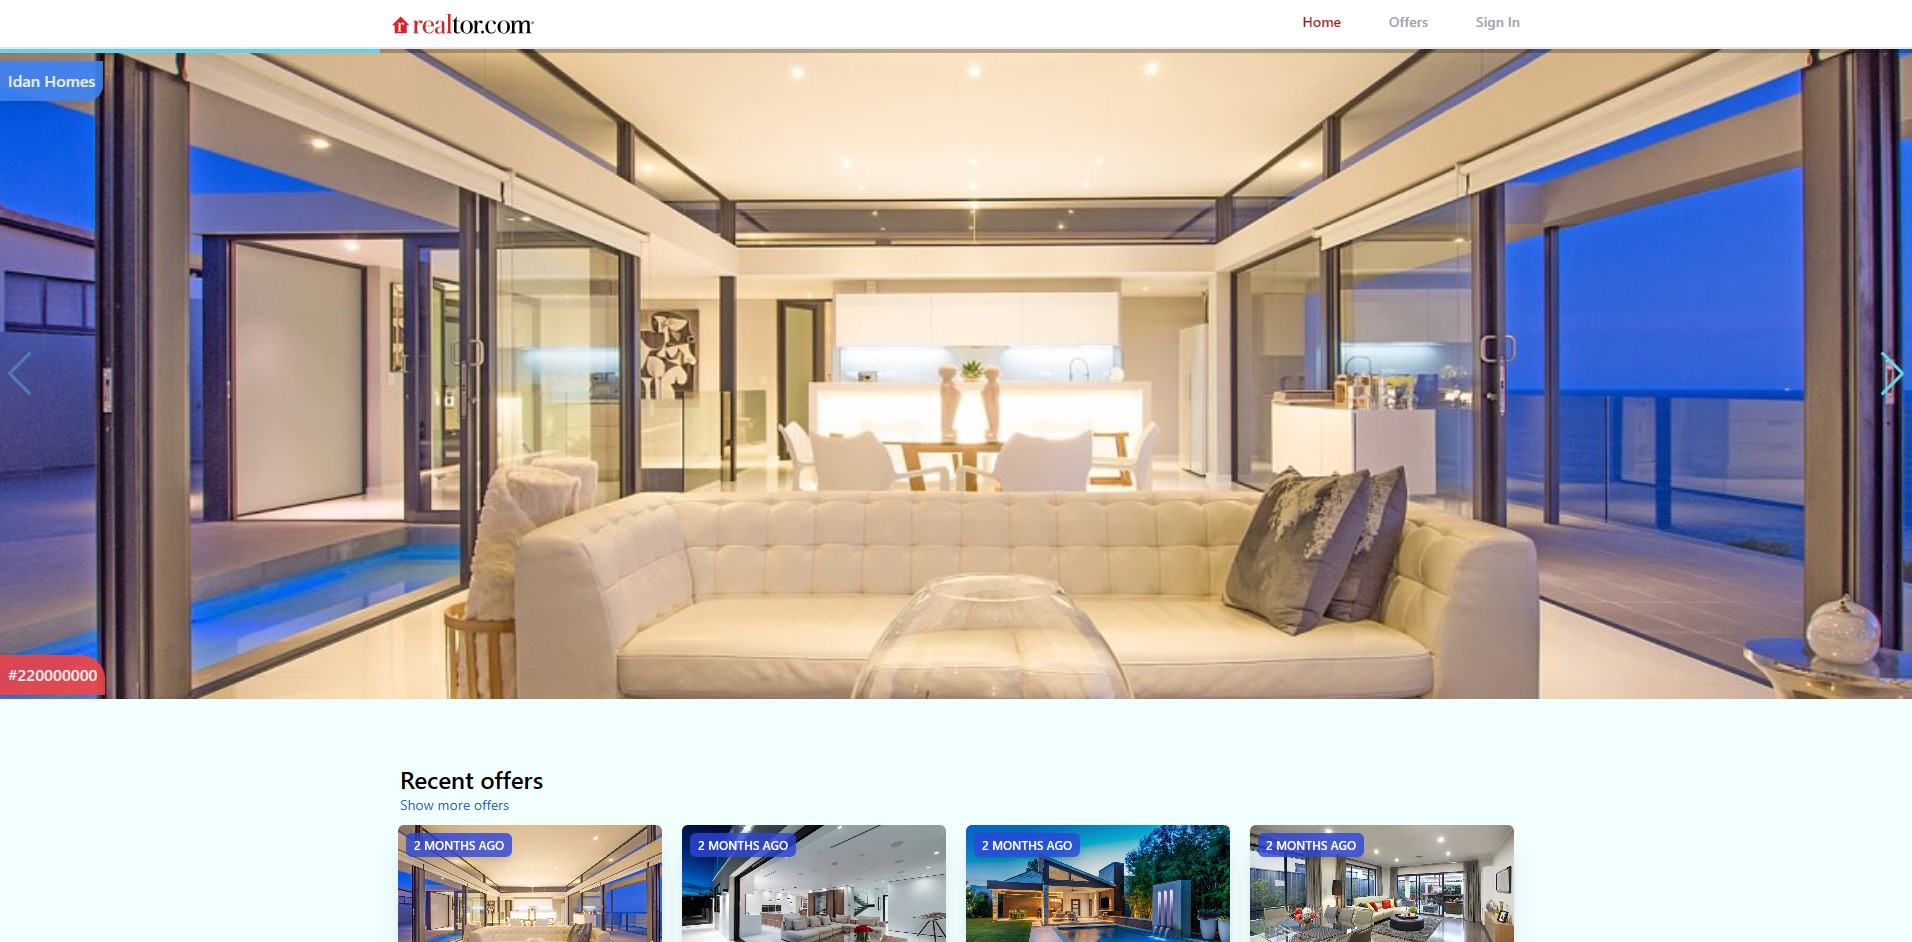 realtor.com®
Home
Offers
Sign In
Idan Homes
#220000000
Recent offers
Show more offers
2 MONTHS AGO
2 MONTHS AGO
2 MONTHS AGO
2 MONTHS AGO